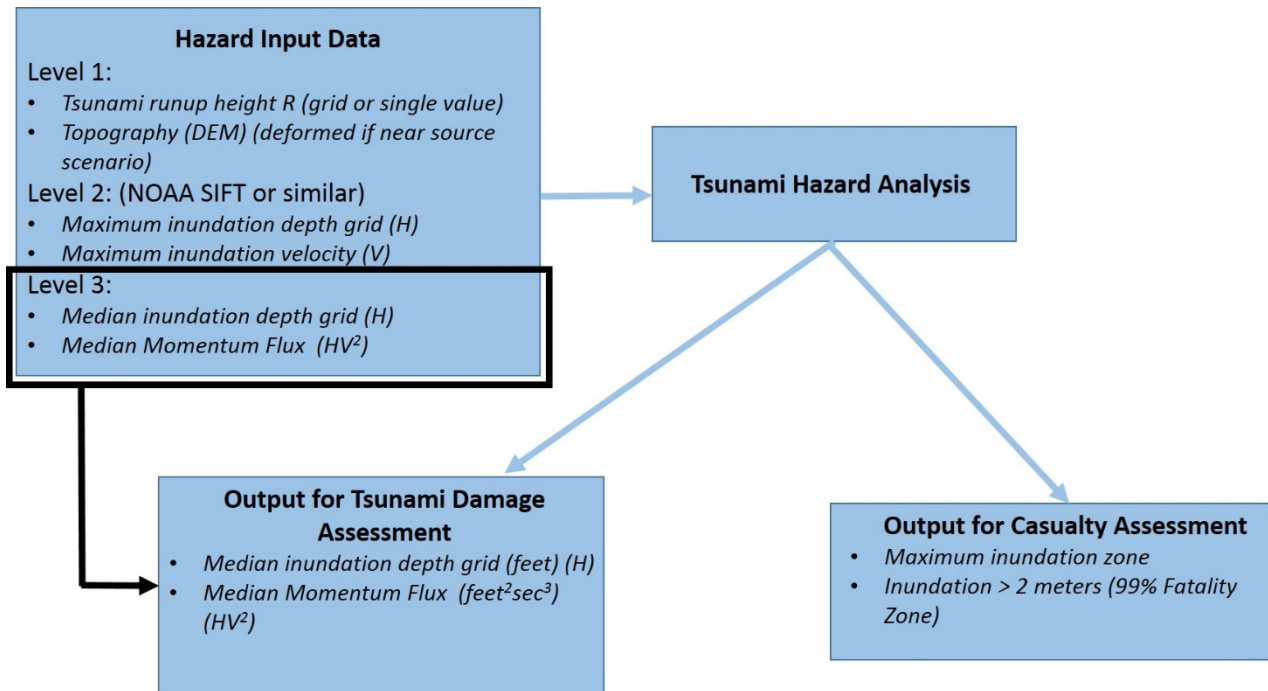 Hazard Input Data
Level 1:
• Tsunami runup height R (grid or single value)
• Topography (DEM) (deformed if near source
scenario)
Level 2: (NOAA SIFT or similar)
• Maximum inundation depth grid (H)
• Maximum inundation velocity (V)
Level 3:
• Median inundation depth grid (H)
• Median Momentum Flux (HV²)
Tsunami Hazard Analysis
Output for Tsunami Damage
Assessment
• Median inundation depth grid (feet) (H)
• Median Momentum Flux (feet²sec³)
(HV²)
Output for Casualty Assessment
• Maximum inundation zone
• Inundation > 2 meters (99% Fatality
Zone)